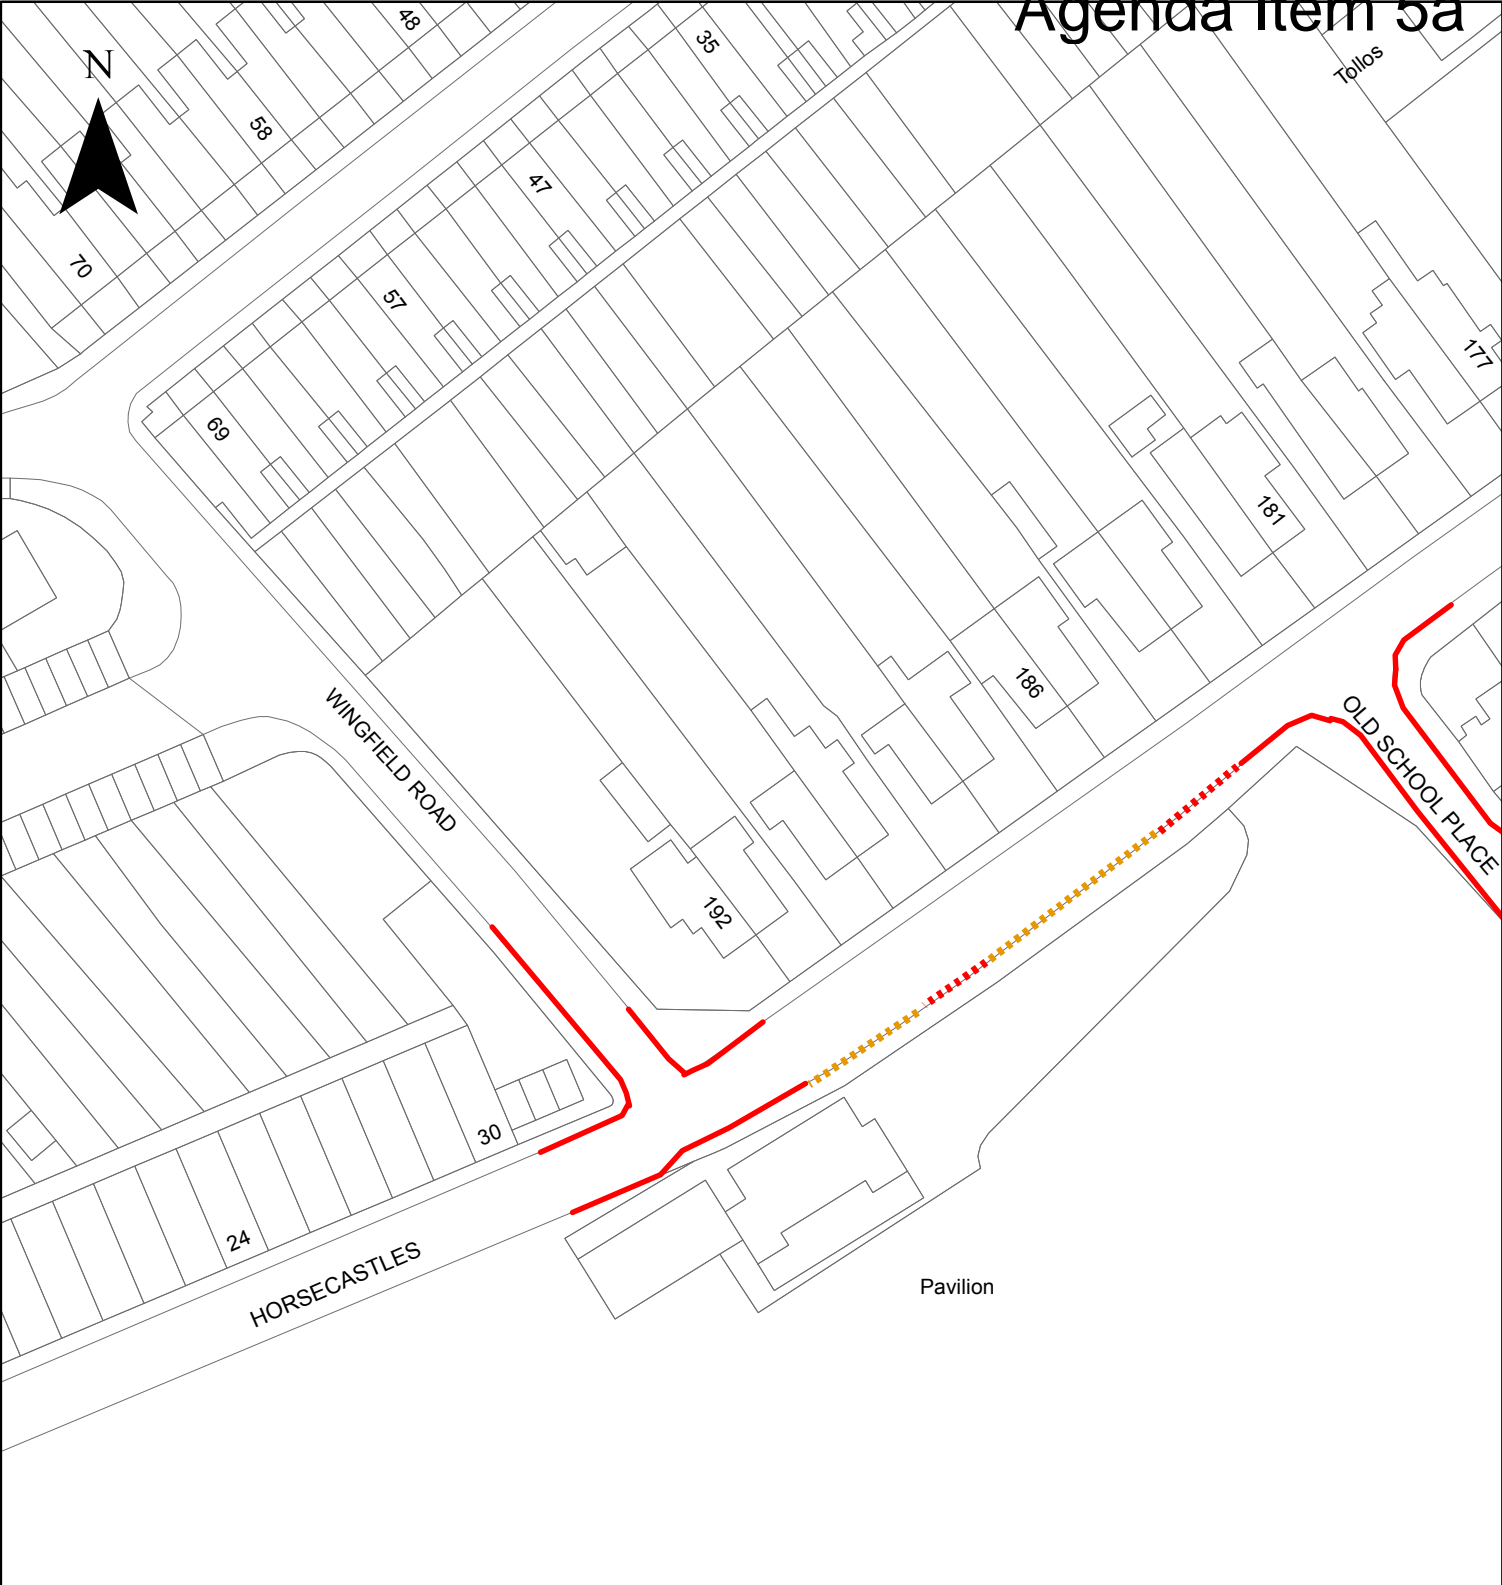 Agenda Item 5a
N
48
35
Tollos
58
47
70
57
177
69
181
186
WINGFIELD ROAD
OLD SCHOOL PLACE
192
30
24
HORSECASTLES
Pavilion